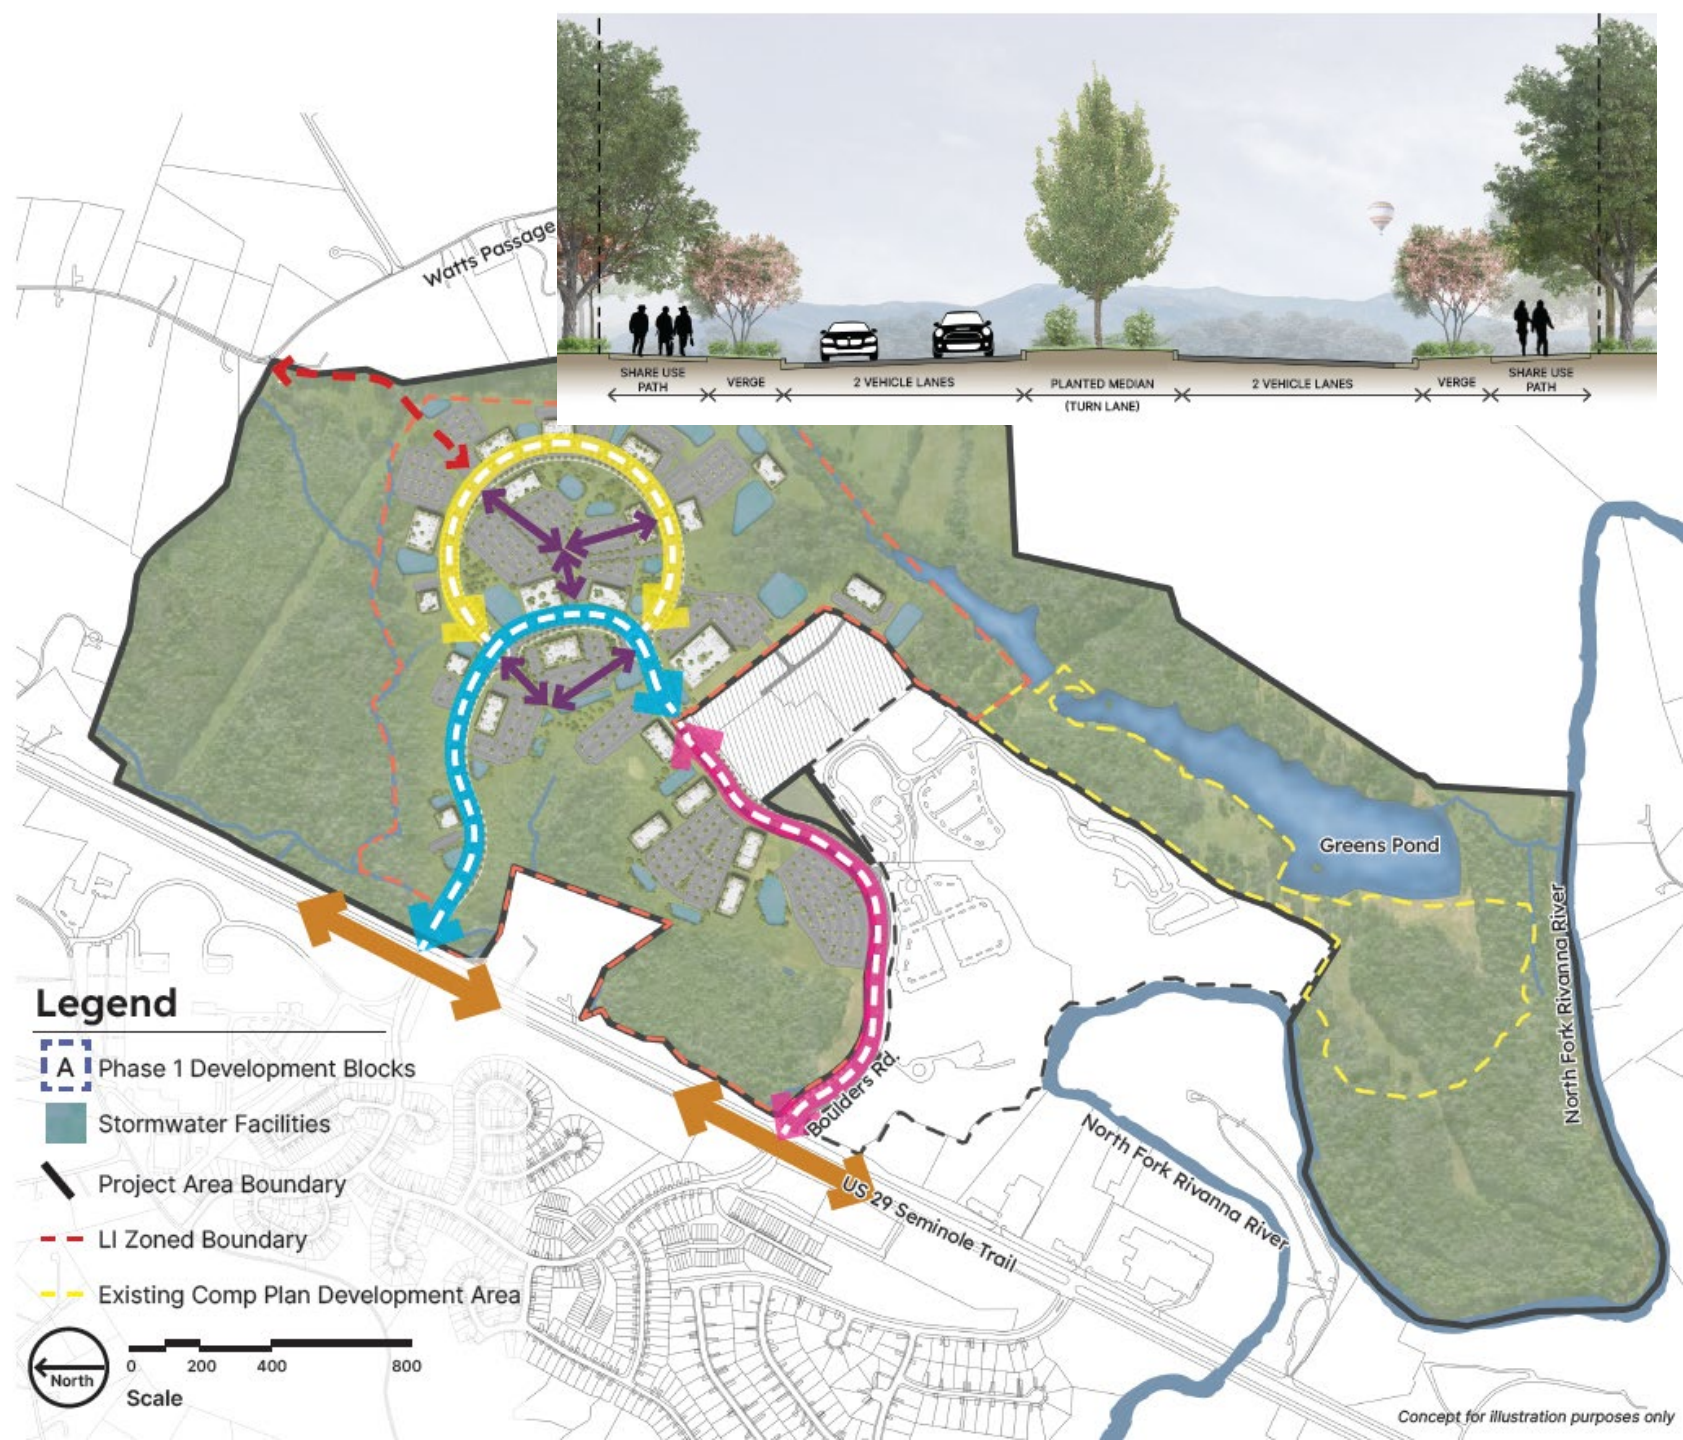 SHARE USE
PATH
VERGE
2 VEHICLE LANES
PLANTED MEDIAN
(TURN LANE)
2 VEHICLE LANES
VERGE
SHARE USE
PATH
Watts Passage
Greens Pond
North Fork Rivanna River
Boulders Rd.
North Fork Rivanna River
US 29 Seminole Trail
Legend
A Phase 1 Development Blocks
Stormwater Facilities
Project Area Boundary
LI Zoned Boundary
Existing Comp Plan Development Area
North
0 200 400 800
Scale
Concept for illustration purposes only